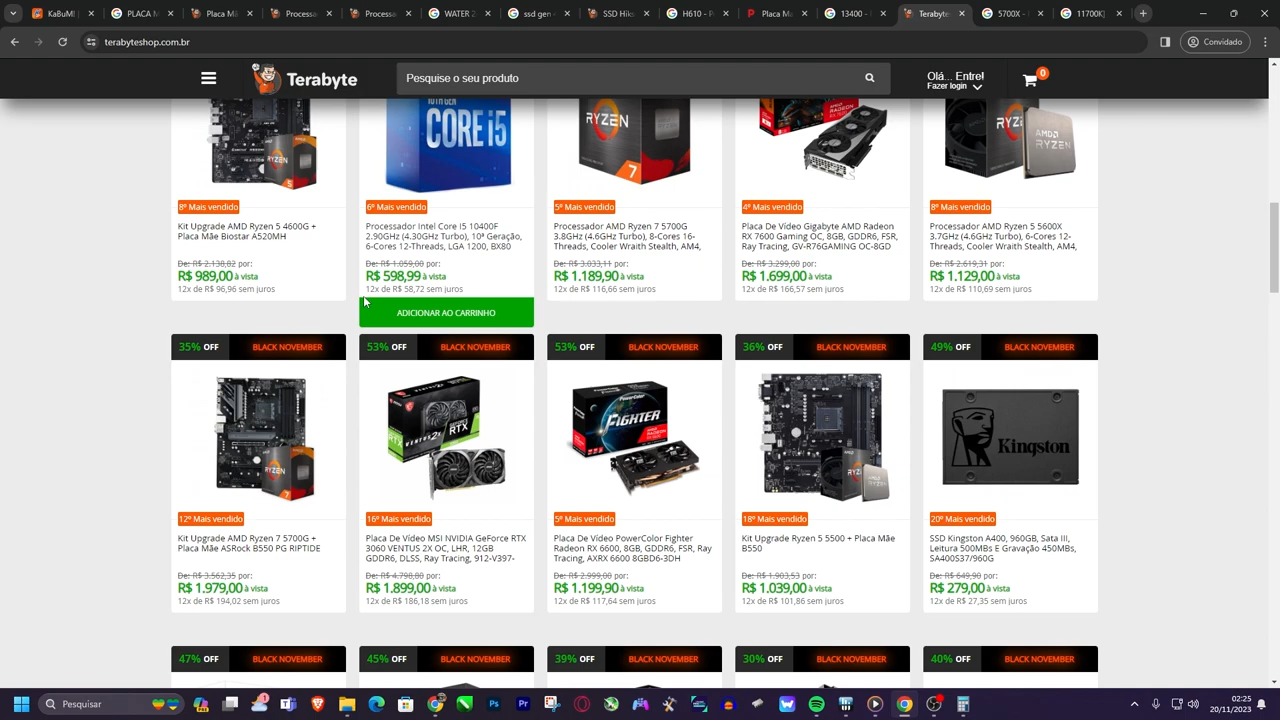 KaBuM!
PLACA M
Placa Mã
Processa
Processa
WATER 2
ssd gen
SSD Hiks
H610 - P
Placa Ma
13400 -
Terabyte
5700X -
11700K
terabyteshop.com.br
Convidado
Terabyte
Pesquise o seu produto
Olá... Entre!
Fazer login
0
8º Mais vendido
Kit Upgrade AMD Ryzen 5 4600G +
Placa Mãe Biostar A520MH
De: R$ 2.138,82 por:
R$ 989,00 à vista
12x de R$ 96,96 sem juros
10TH GEN
CORE i5
6º Mais vendido
Processador Intel Core I5 10400F
2.90GHz (4.30GHz Turbo), 10ª Geração,
6-Cores 12-Threads, LGA 1200, BX80
De: R$ 1.059,00 por:
R$ 598,99 à vista
12x de R$ 58,72 sem juros
ADICIONAR AO CARRINHO
RYZEN
7
5º Mais vendido
Processador AMD Ryzen 7 5700G
3.8GHz (4.6GHz Turbo), 8-Cores 16-
Threads, Cooler Wraith Stealth, AM4,
De: R$ 3.033,11 por:
R$ 1.189,90 à vista
12x de R$ 116,66 sem juros
4º Mais vendido
Placa De Vídeo Gigabyte AMD Radeon
RX 7600 Gaming OC, 8GB, GDDR6, FSR,
Ray Tracing, GV-R76GAMING OC-8GD
De: R$ 3.299,00 por:
R$ 1.699,00 à vista
12x de R$ 166,57 sem juros
AMD
RYZEN
8º Mais vendido
Processador AMD Ryzen 5 5600X
3.7GHz (4.6GHz Turbo), 6-Cores 12-
Threads, Cooler Wraith Stealth, AM4,
De: R$ 2.619,31 por:
R$ 1.129,00 à vista
12x de R$ 110,69 sem juros
35% OFF
BLACK NOVEMBER
RYZEN
7
12º Mais vendido
Kit Upgrade AMD Ryzen 7 5700G +
Placa Mãe ASRock B550 PG RIPTIDE
De: R$ 3.562,35 por:
R$ 1.979,00 à vista
12x de R$ 194,02 sem juros
53% OFF
BLACK NOVEMBER
16º Mais vendido
Placa De Vídeo MSI NVIDIA GeForce RTX
3060 VENTUS 2X OC, LHR, 12GB
GDDR6, DLSS, Ray Tracing, 912-V397-
De: R$ 4.798,80 por:
R$ 1.899,00 à vista
12x de R$ 186,18 sem juros
53% OFF
BLACK NOVEMBER
PowerColor
FIGHTER
5º Mais vendido
Placa De Vídeo PowerColor Fighter
Radeon RX 6600, 8GB, GDDR6, FSR, Ray
Tracing, AXRX 6600 8GBD6-3DH
De: R$ 2.999,00 por:
R$ 1.199,90 à vista
12x de R$ 117,64 sem juros
36% OFF
BLACK NOVEMBER
18º Mais vendido
Kit Upgrade Ryzen 5 5500 + Placa Mãe
B550
De: R$ 1.903,53 por:
R$ 1.039,00 à vista
12x de R$ 101,86 sem juros
49% OFF
BLACK NOVEMBER
Kingston
20º Mais vendido
SSD Kingston A400, 960GB, Sata III,
Leitura 500MBs E Gravação 450MBs,
SA400S37/960G
De: R$ 649,90 por:
R$ 279,00 à vista
12x de R$ 27,35 sem juros
47% OFF
BLACK NOVEMBER
45% OFF
BLACK NOVEMBER
39% OFF
BLACK NOVEMBER
30% OFF
BLACK NOVEMBER
40% OFF
BLACK NOVEMBER
Pesquisar
02:25
20/11/2023